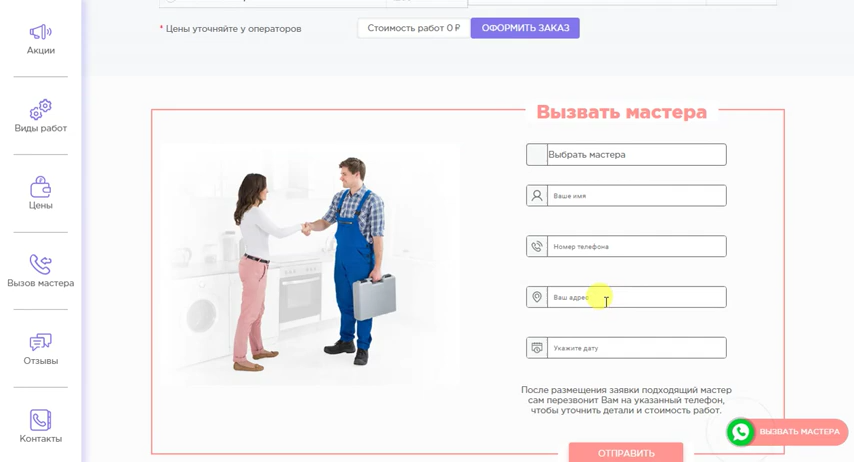 Акции
Виды работ
Цены
Вызов мастера
Отзывы
Контакты
* Цены уточняйте у операторов
Стоимость работ 0 ₽
ОФОРМИТЬ ЗАКАЗ
Вызвать мастера
Выбрать мастера
Ваше имя
Номер телефона
Ваш адрес
Укажите дату
После размещения заявки подходящий мастер
сам перезвонит Вам на указанный телефон,
чтобы уточнить детали и стоимость работ.
ВЫЗВАТЬ МАСТЕРА
ОТПРАВИТЬ